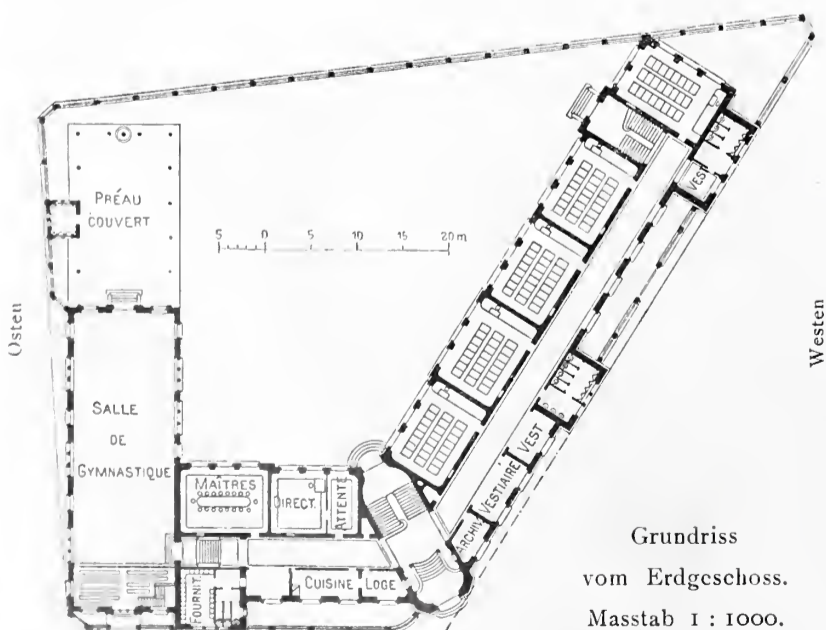 PRÉAU
COUVERT
5 0 5 10 15 20 m
Osten
Westen
SALLE
DE
GYMNASTIQUE
MAÎTRES
DIRECT.
ATTENTE
FOURNIT.
CUISINE
LOGE
ARCHIV.
VESTIAIRE
VEST
VEST
Grundriss
vom Erdgeschoss.
Masstab 1 : 1000.